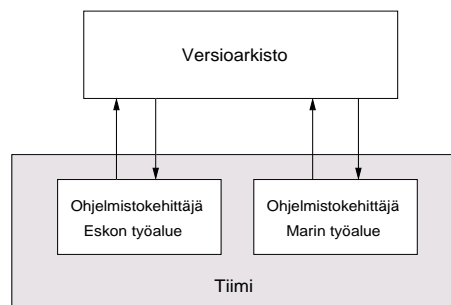 Versioarkisto
Ohjelmistokehittäjä
Eskon työalue
Ohjelmistokehittäjä
Marin työalue
Tiimi